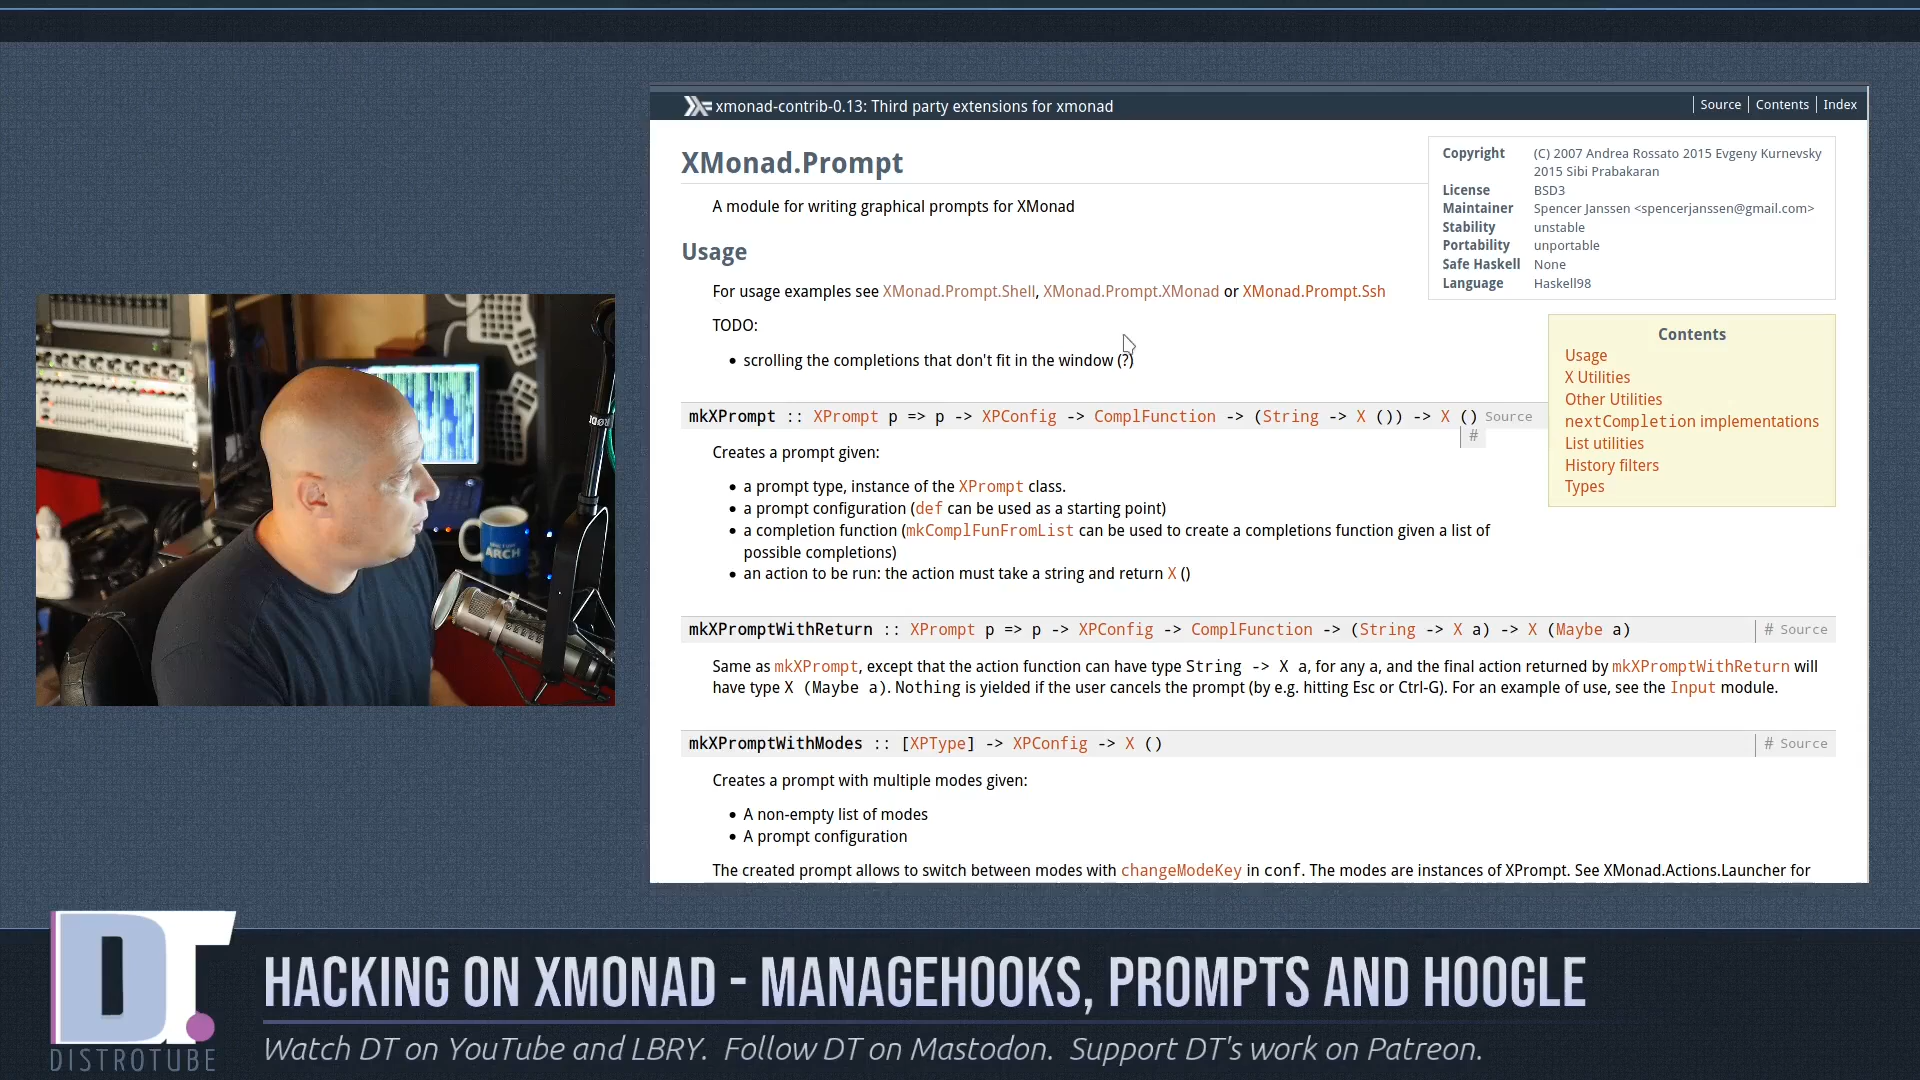 xmonad-contrib-0.13: Third party extensions for xmonad
Source
Contents
Index
XMonad.Prompt
Copyright (C) 2007 Andrea Rossato 2015 Evgeny Kurnevsky
2015 Sibi Prabakaran
License BSD3
Maintainer Spencer Janssen <spencerjanssen@gmail.com>
Stability unstable
Portability unportable
Safe Haskell None
Language Haskell98
A module for writing graphical prompts for XMonad
Usage
For usage examples see XMonad.Prompt.Shell, XMonad.Prompt.XMonad or XMonad.Prompt.Ssh
TODO:
• scrolling the completions that don't fit in the window (?)
Contents
Usage
X Utilities
Other Utilities
nextCompletion implementations
List utilities
History filters
Types
mkXPrompt :: XPrompt p => p -> XPConfig -> ComplFunction -> (String -> X ()) -> X () Source
#
Creates a prompt given:
• a prompt type, instance of the XPrompt class.
• a prompt configuration (def can be used as a starting point)
• a completion function (mkComplFunFromList can be used to create a completions function given a list of
possible completions)
• an action to be run: the action must take a string and return X ()
mkXPromptWithReturn :: XPrompt p => p -> XPConfig -> ComplFunction -> (String -> X a) -> X (Maybe a) # Source
Same as mkXPrompt, except that the action function can have type String -> X a, for any a, and the final action returned by mkXPromptWithReturn will
have type X (Maybe a). Nothing is yielded if the user cancels the prompt (by e.g. hitting Esc or Ctrl-G). For an example of use, see the Input module.
mkXPromptWithModes :: [XPType] -> XPConfig -> X () # Source
Creates a prompt with multiple modes given:
• A non-empty list of modes
• A prompt configuration
The created prompt allows to switch between modes with changeModeKey in conf. The modes are instances of XPrompt. See XMonad.Actions.Launcher for
ARCH
RØDE
DT.
DISTROTUBE
HACKING ON XMONAD - MANAGEHOOKS, PROMPTS AND HOOGLE
Watch DT on YouTube and LBRY. Follow DT on Mastodon. Support DT's work on Patreon.